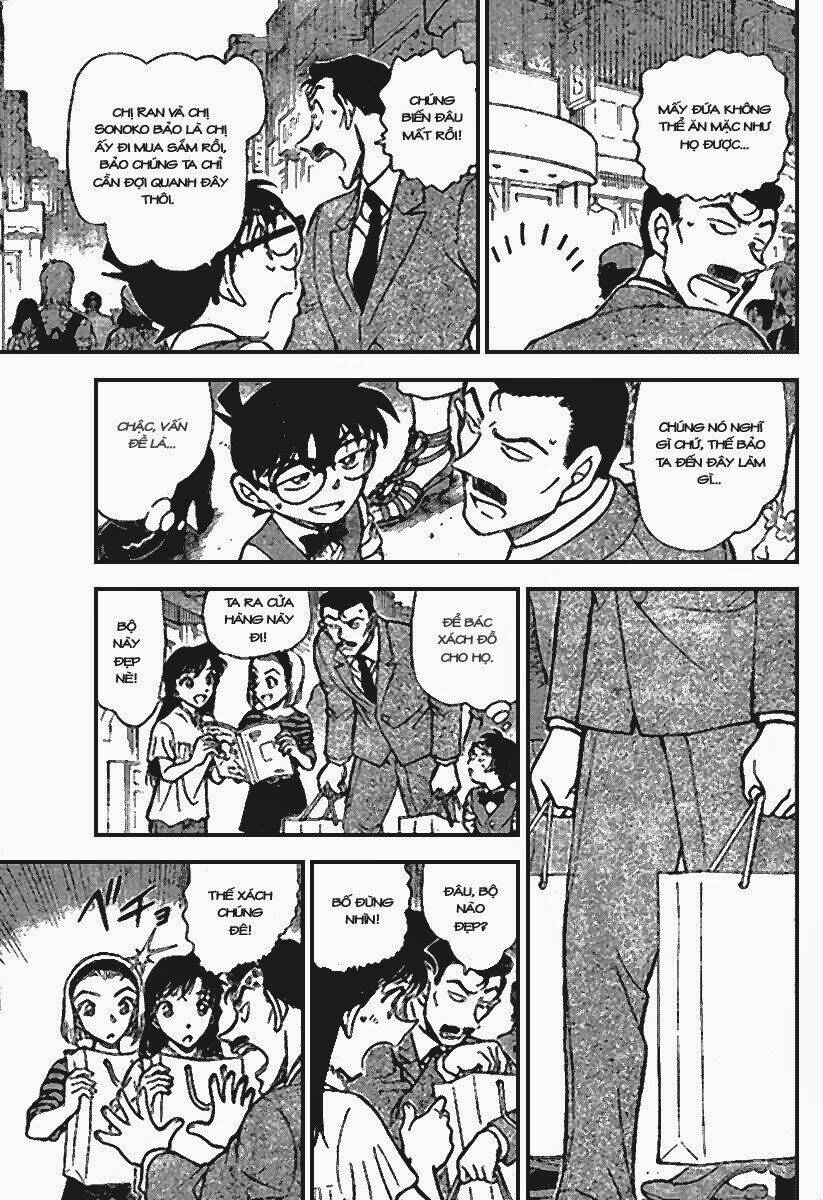 MẤY ĐỨA KHÔNG
THỂ ĂN MẶC NHƯ
HỌ ĐƯỢC...
CHÚNG
BIẾN ĐÂU
MẤT RỒI!
CHỊ RAN VÀ CHỊ
SONOKO BẢO LÀ CHỊ
ẤY ĐI MUA SẮM RỒI,
BẢO CHÚNG TA CHỈ
CẦN ĐỢI QUANH ĐÂY
THÔI.
CHÚNG NÓ NGHĨ
GÌ CHỨ, THẾ BẢO
TA ĐẾN ĐÂY LÀM
GÌ...
CHẬC, VẤN
ĐỀ LÀ...
ĐỂ BÁC
XÁCH ĐỒ
CHO HỌ.
TA RA CỬA
HÀNG NÀY
ĐI!
BỘ
NÀY
ĐẸP
NÈ!
ĐÂU, BỘ
NÀO
ĐẸP?
BỐ ĐỪNG
NHÌN!
THẾ XÁCH
CHÚNG
ĐÊ!
ベチョ